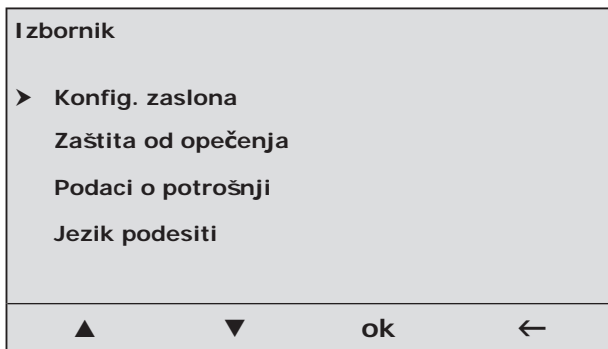 Izbornik
➤ Konfig. zaslona
Zaštita od opečenja
Podaci o potrošnji
Jezik podesiti
▲ ▼ ok ←